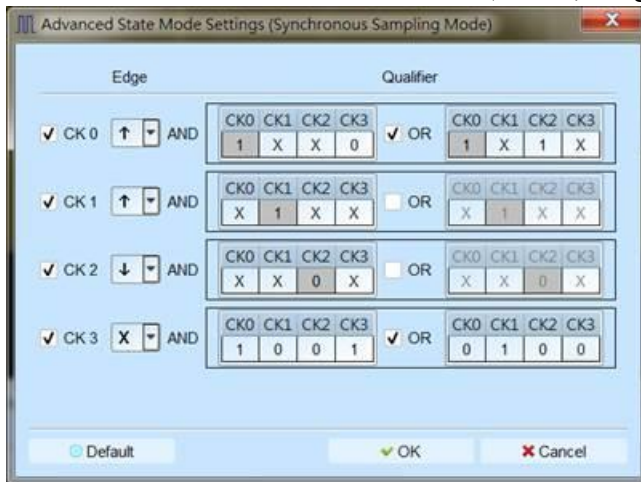 Advanced State Mode Settings (Synchronous Sampling Mode)
Edge Qualifier
CK0 CK1 CK2 CK3 CK0 CK1 CK2 CK3
CK 0 ↑ AND 1 X X 0 OR 1 X 1 X
CK0 CK1 CK2 CK3 CK0 CK1 CK2 CK3
CK 1 ↑ AND X 1 X X OR X 1 X X
CK0 CK1 CK2 CK3 CK0 CK1 CK2 CK3
CK 2 ↓ AND X X 0 X OR X X 0 X
CK0 CK1 CK2 CK3 CK0 CK1 CK2 CK3
CK 3 X AND 1 0 0 1 OR 0 1 0 0
Default OK Cancel